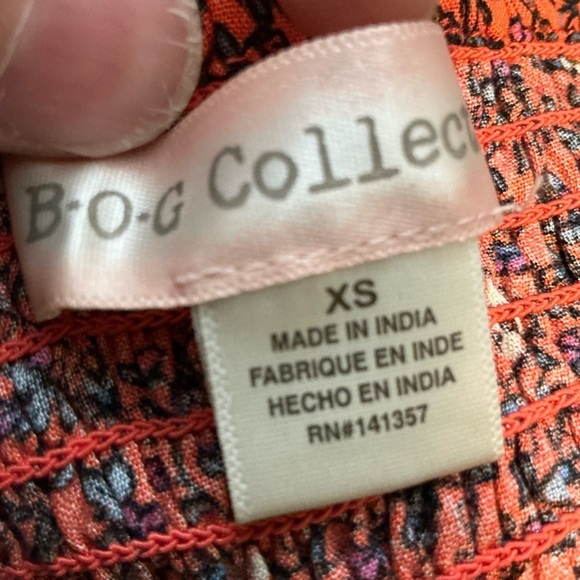 B-O-G Collec
XS
MADE IN INDIA
FABRIQUE EN INDE
HECHO EN INDIA
RN#141357